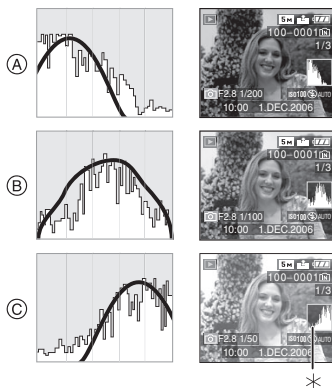 A
5M
100-0001
1/3
F2.8 1/200
ISO100 AUTO
10:00 1.DEC.2006
B
5M
100-0001
1/3
F2.8 1/100
ISO100 AUTO
10:00 1.DEC.2006
C
5M
100-0001
1/3
F2.8 1/50
ISO100 AUTO
10:00 1.DEC.2006
*